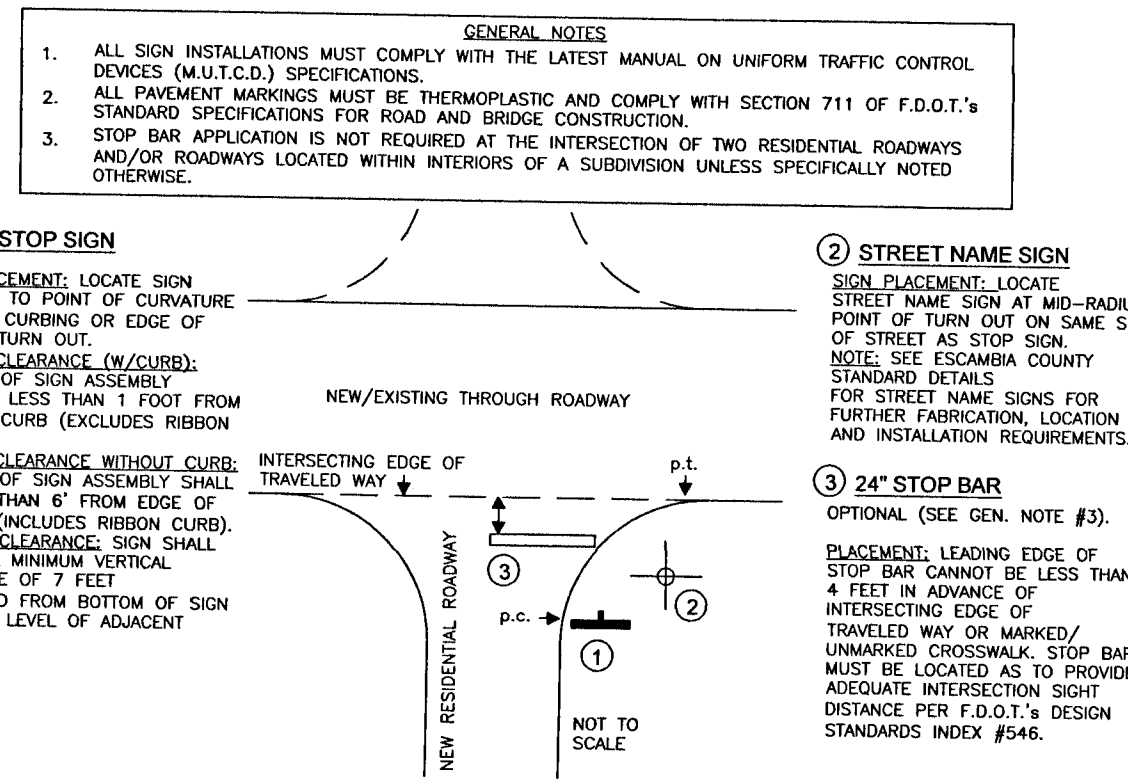 GENERAL NOTES
1. ALL SIGN INSTALLATIONS MUST COMPLY WITH THE LATEST MANUAL ON UNIFORM TRAFFIC CONTROL
DEVICES (M.U.T.C.D.) SPECIFICATIONS.
2. ALL PAVEMENT MARKINGS MUST BE THERMOPLASTIC AND COMPLY WITH SECTION 711 OF F.D.O.T.'s
STANDARD SPECIFICATIONS FOR ROAD AND BRIDGE CONSTRUCTION.
3. STOP BAR APPLICATION IS NOT REQUIRED AT THE INTERSECTION OF TWO RESIDENTIAL ROADWAYS
AND/OR ROADWAYS LOCATED WITHIN INTERIORS OF A SUBDIVISION UNLESS SPECIFICALLY NOTED
OTHERWISE.
STOP SIGN
CEMENT: LOCATE SIGN
TO POINT OF CURVATURE
CURBING OR EDGE OF
TURN OUT.
CLEARANCE (W/CURB):
OF SIGN ASSEMBLY
LESS THAN 1 FOOT FROM
CURB (EXCLUDES RIBBON
CLEARANCE WITHOUT CURB:
OF SIGN ASSEMBLY SHALL
THAN 6' FROM EDGE OF
(INCLUDES RIBBON CURB).
CLEARANCE: SIGN SHALL
MINIMUM VERTICAL
E OF 7 FEET
D FROM BOTTOM OF SIGN
LEVEL OF ADJACENT
NEW/EXISTING THROUGH ROADWAY
INTERSECTING EDGE OF
TRAVELED WAY
p.t.
3
2
p.c.
1
NEW RESIDENTIAL ROADWAY
NOT TO
SCALE
2 STREET NAME SIGN
SIGN PLACEMENT: LOCATE
STREET NAME SIGN AT MID-RADIU
POINT OF TURN OUT ON SAME S
OF STREET AS STOP SIGN.
NOTE: SEE ESCAMBIA COUNTY
STANDARD DETAILS
FOR STREET NAME SIGNS FOR
FURTHER FABRICATION, LOCATION
AND INSTALLATION REQUIREMENTS.
3 24" STOP BAR
OPTIONAL (SEE GEN. NOTE #3).
PLACEMENT: LEADING EDGE OF
STOP BAR CANNOT BE LESS THAN
4 FEET IN ADVANCE OF
INTERSECTING EDGE OF
TRAVELED WAY OR MARKED/
UNMARKED CROSSWALK. STOP BAR
MUST BE LOCATED AS TO PROVIDE
ADEQUATE INTERSECTION SIGHT
DISTANCE PER F.D.O.T.'s DESIGN
STANDARDS INDEX #546.